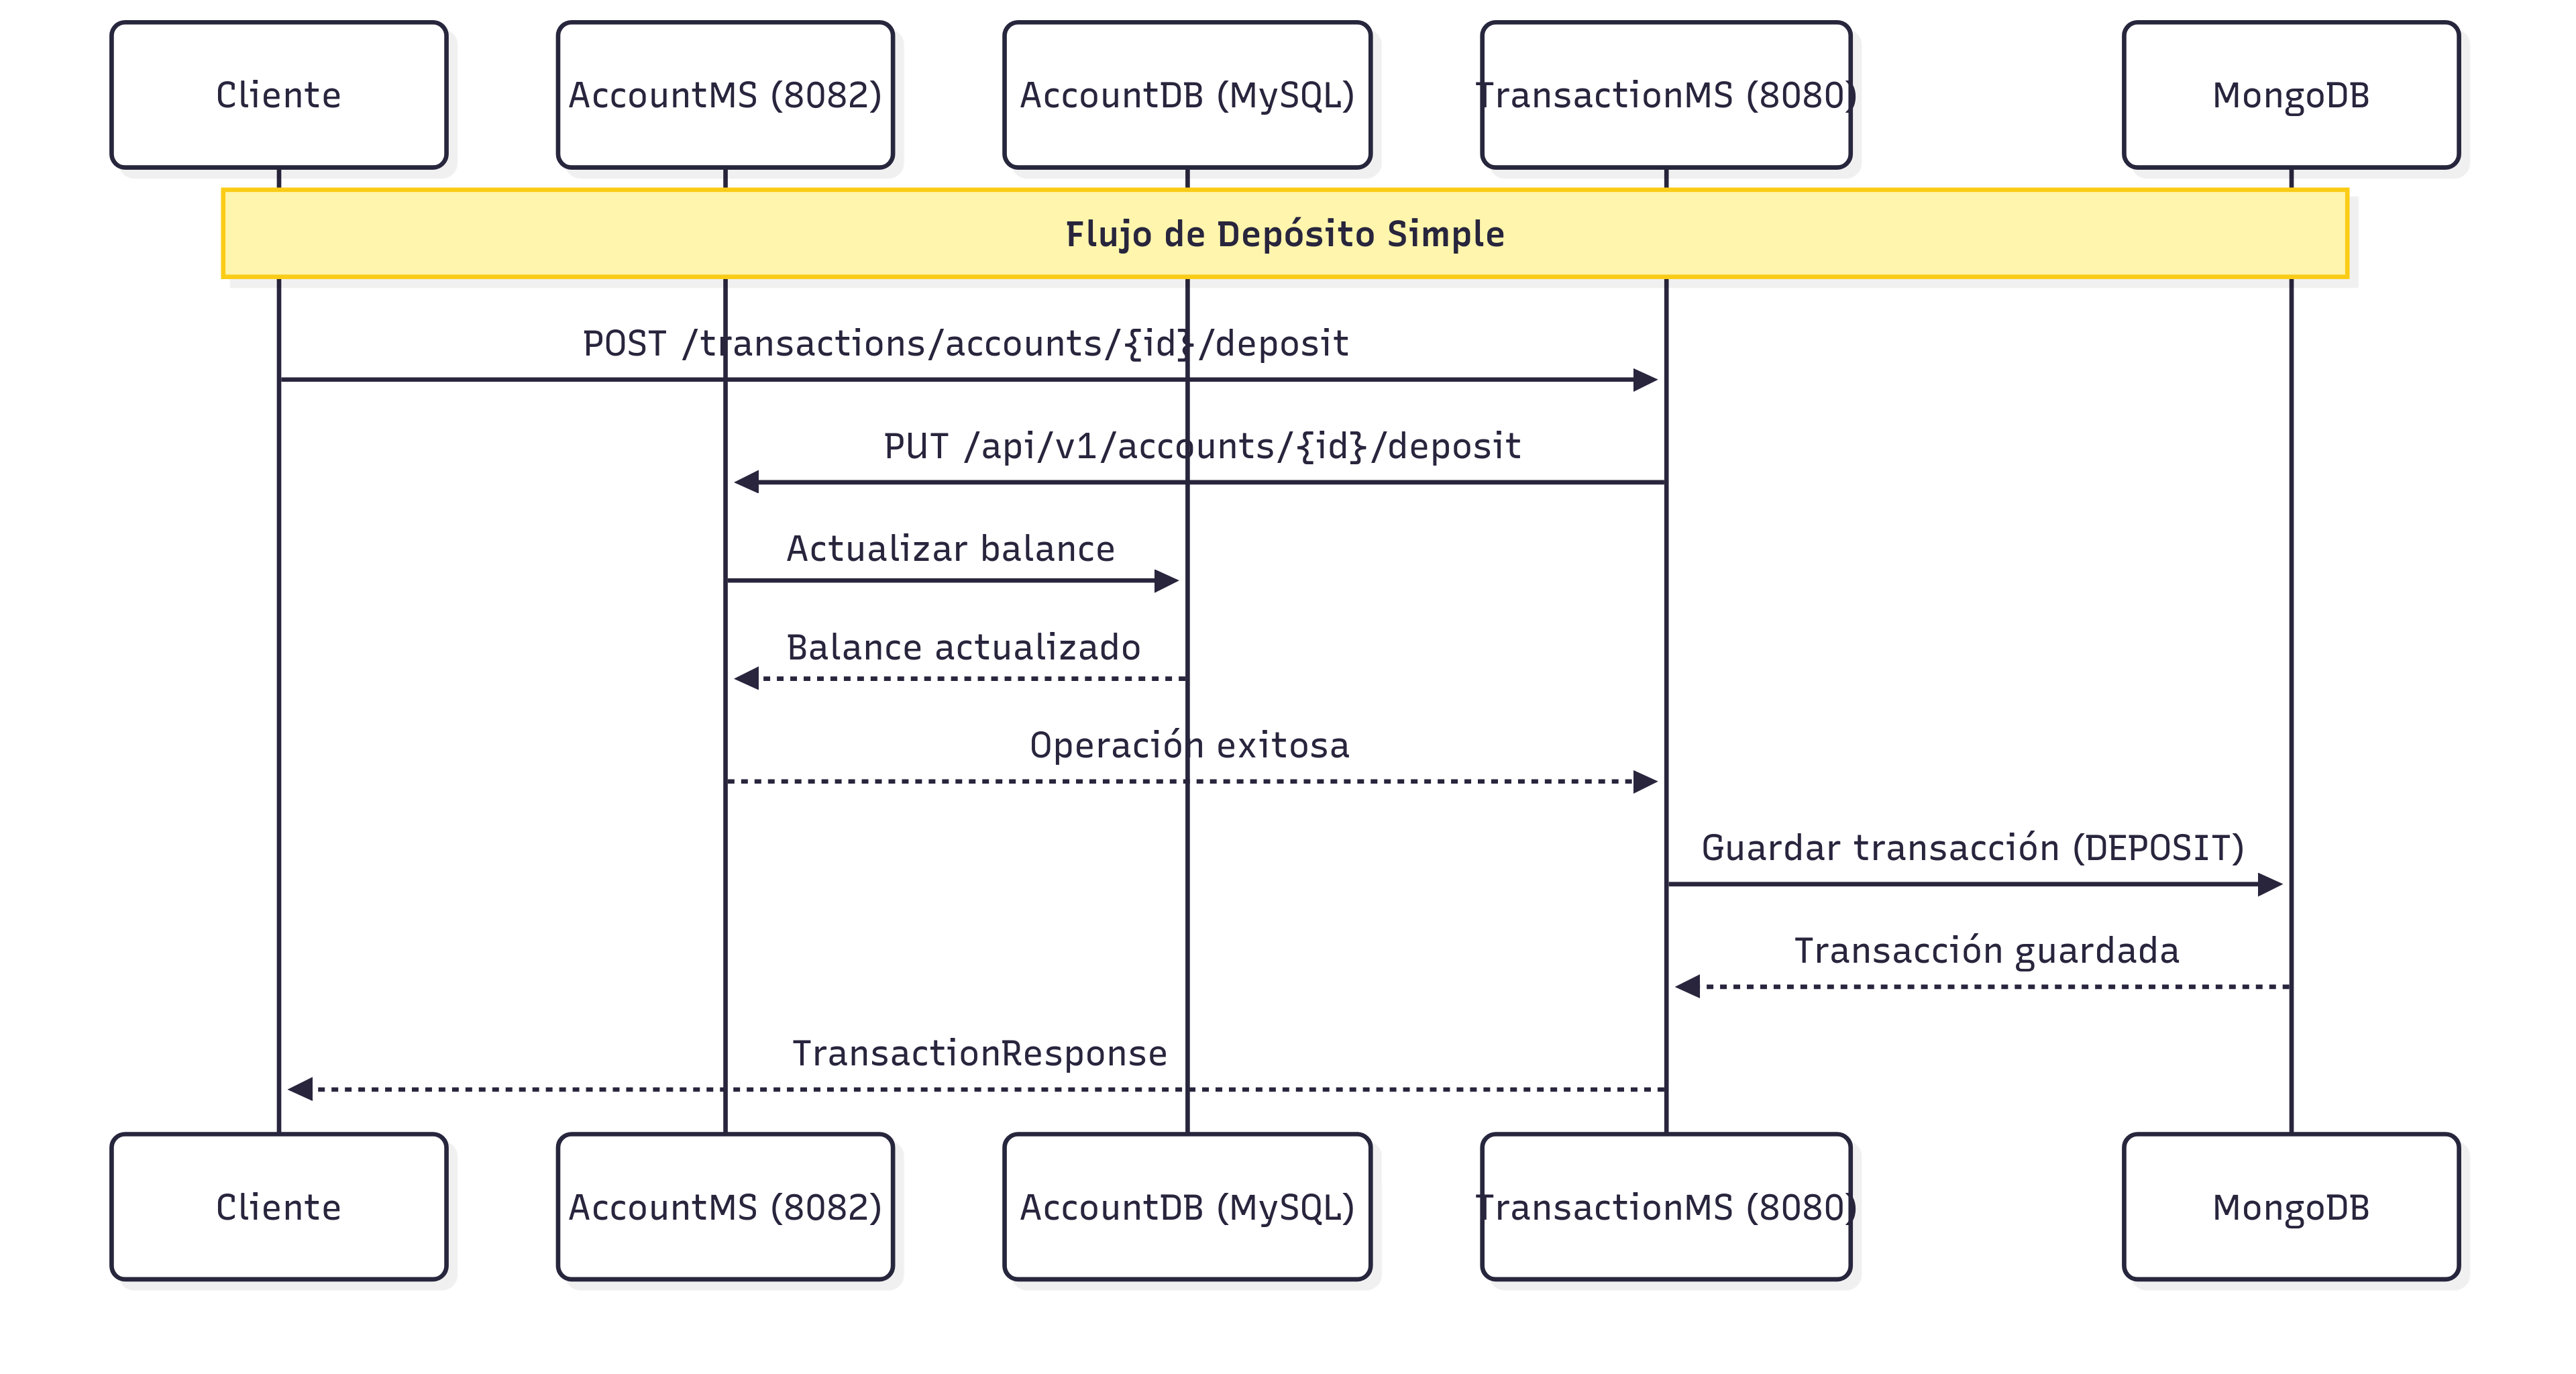 Cliente
AccountMS (8082)
AccountDB (MySQL)
TransactionMS (8080)
MongoDB
Flujo de Depósito Simple
POST /transactions/accounts/{id}/deposit
PUT /api/v1/accounts/{id}/deposit
Actualizar balance
Balance actualizado
Operación exitosa
Guardar transacción (DEPOSIT)
Transacción guardada
TransactionResponse
Cliente
AccountMS (8082)
AccountDB (MySQL)
TransactionMS (8080)
MongoDB